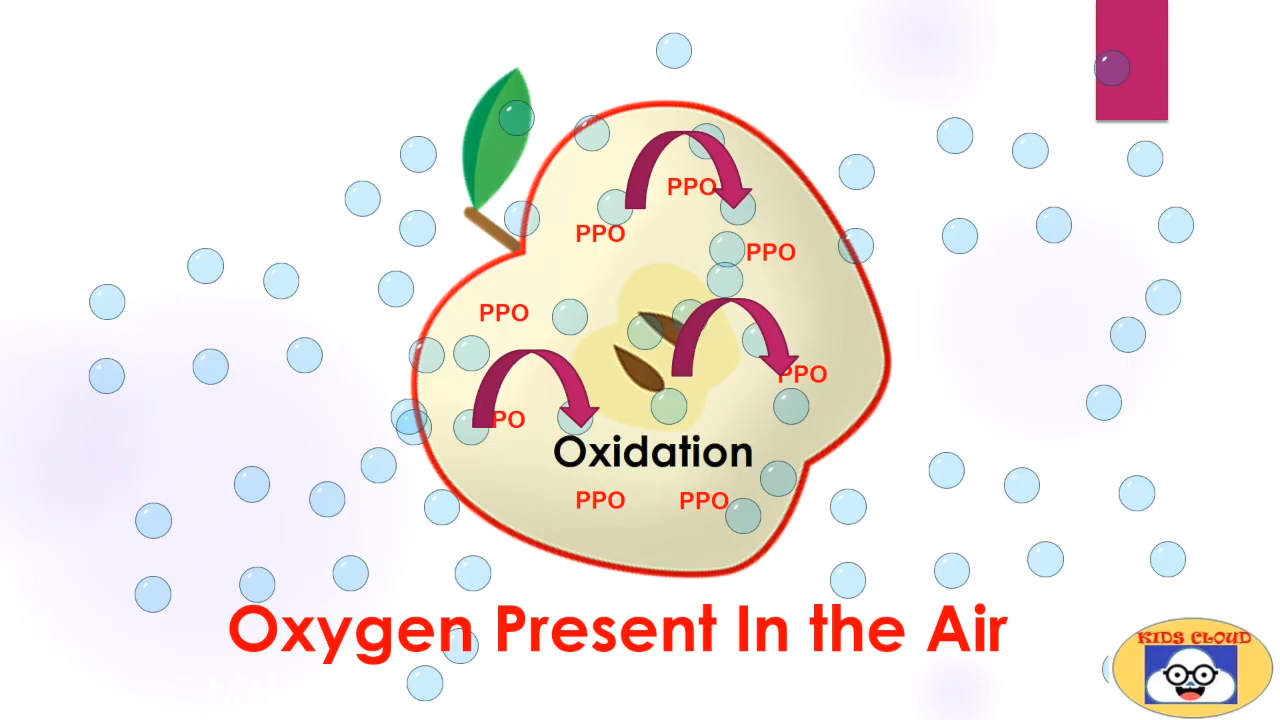 PPO
PPO
PPO
PPO
PPO
PO
Oxidation
PPO PPO
Oxygen Present In the Air
KIDS CLOUD